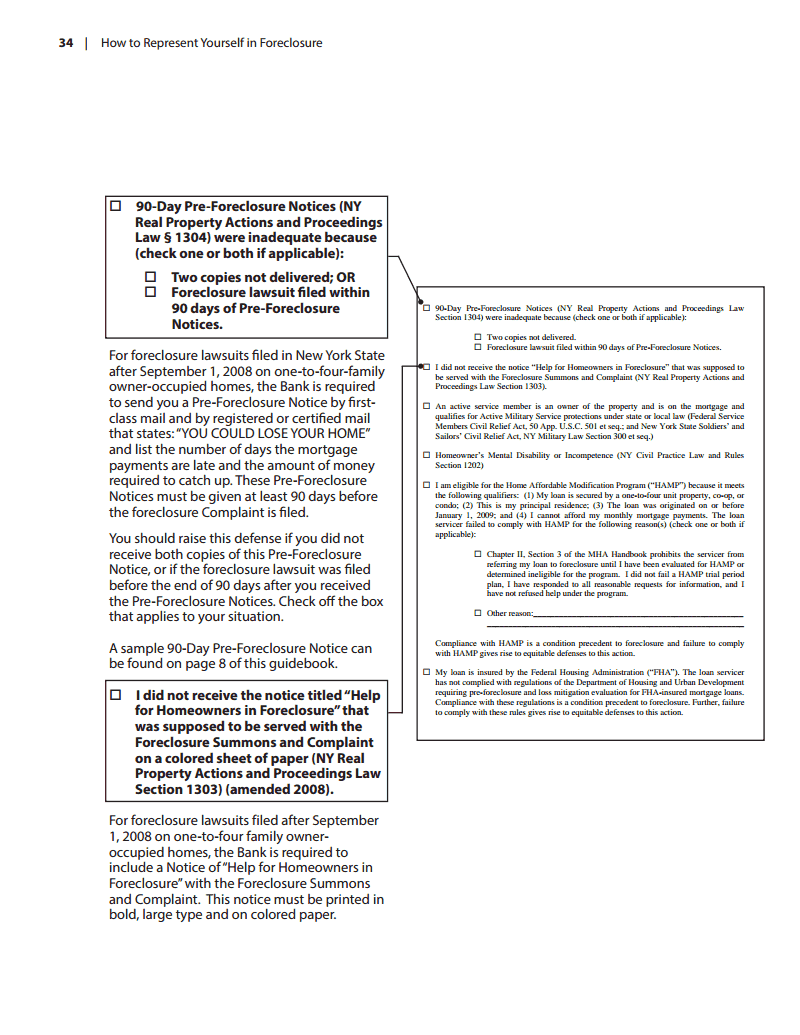 34 | How to Represent Yourself in Foreclosure
☐ 90-Day Pre-Foreclosure Notices (NY
Real Property Actions and Proceedings
Law § 1304) were inadequate because
(check one or both if applicable):
☐ Two copies not delivered; OR
☐ Foreclosure lawsuit filed within
90 days of Pre-Foreclosure
Notices.
For foreclosure lawsuits filed in New York State
after September 1, 2008 on one-to-four-family
owner-occupied homes, the Bank is required
to send you a Pre-Foreclosure Notice by first-
class mail and by registered or certified mail
that states: “YOU COULD LOSE YOUR HOME”
and list the number of days the mortgage
payments are late and the amount of money
required to catch up. These Pre-Foreclosure
Notices must be given at least 90 days before
the foreclosure Complaint is filed.
You should raise this defense if you did not
receive both copies of this Pre-Foreclosure
Notice, or if the foreclosure lawsuit was filed
before the end of 90 days after you received
the Pre-Foreclosure Notices. Check off the box
that applies to your situation.
A sample 90-Day Pre-Foreclosure Notice can
be found on page 8 of this guidebook.
☐ I did not receive the notice titled “Help
for Homeowners in Foreclosure” that
was supposed to be served with the
Foreclosure Summons and Complaint
on a colored sheet of paper (NY Real
Property Actions and Proceedings Law
Section 1303) (amended 2008).
For foreclosure lawsuits filed after September
1, 2008 on one-to-four family owner-
occupied homes, the Bank is required to
include a Notice of “Help for Homeowners in
Foreclosure” with the Foreclosure Summons
and Complaint. This notice must be printed in
bold, large type and on colored paper.
☐ 90-Day Pre-Foreclosure Notices (NY Real Property Actions and Proceedings Law
Section 1304) were inadequate because (check one or both if applicable):
☐ Two copies not delivered.
☐ Foreclosure lawsuit filed within 90 days of Pre-Foreclosure Notices.
☐ I did not receive the notice “Help for Homeowners in Foreclosure” that was supposed to
be served with the Foreclosure Summons and Complaint (NY Real Property Actions and
Proceedings Law Section 1303).
☐ An active service member is an owner of the property and is on the mortgage and
qualifies for Active Military Service protections under state or local law (Federal Service
Members Civil Relief Act, 50 App. U.S.C. 501 et seq.; and New York State Soldiers’ and
Sailors’ Civil Relief Act, NY Military Law Section 300 et seq.)
☐ Homeowner’s Mental Disability or Incompetence (NY Civil Practice Law and Rules
Section 1202)
☐ I am eligible for the Home Affordable Modification Program (“HAMP”) because it meets
the following qualifiers: (1) My loan is secured by a one-to-four unit property, co-op, or
condo; (2) This is my principal residence; (3) The loan was originated on or before
January 1, 2009; and (4) I cannot afford my monthly mortgage payments. The loan
servicer failed to comply with HAMP for the following reason(s) (check one or both if
applicable):
☐ Chapter II, Section 3 of the MHA Handbook prohibits the servicer from
referring my loan to foreclosure until I have been evaluated for HAMP or
determined ineligible for the program. I did not fail a HAMP trial period
plan, I have responded to all reasonable requests for information, and I
have not refused help under the program.
☐ Other reason:
Compliance with HAMP is a condition precedent to foreclosure and failure to comply
with HAMP gives rise to equitable defenses to this action.
☐ My loan is insured by the Federal Housing Administration (“FHA”). The loan servicer
has not complied with regulations of the Department of Housing and Urban Development
requiring pre-foreclosure and loss mitigation evaluation for FHA-insured mortgage loans.
Compliance with these regulations is a condition precedent to foreclosure. Further, failure
to comply with these rules gives rise to equitable defenses to this action.